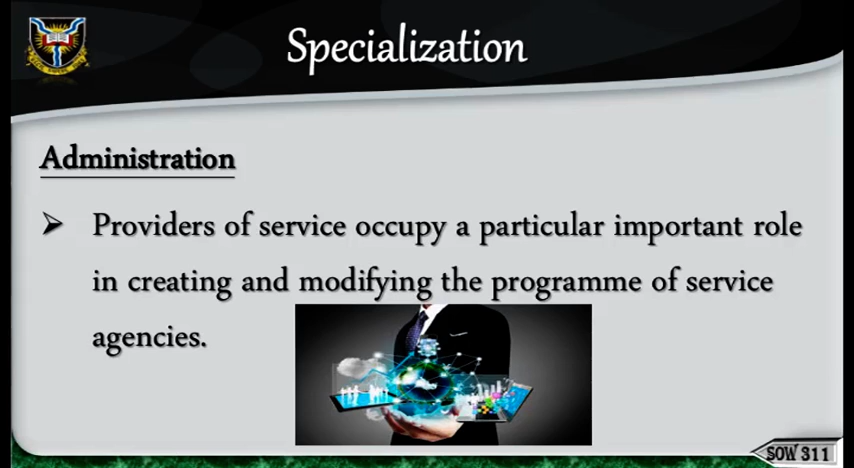 Specialization
Administration
Providers of service occupy a particular important role
in creating and modifying the programme of service
agencies.
SOW 311